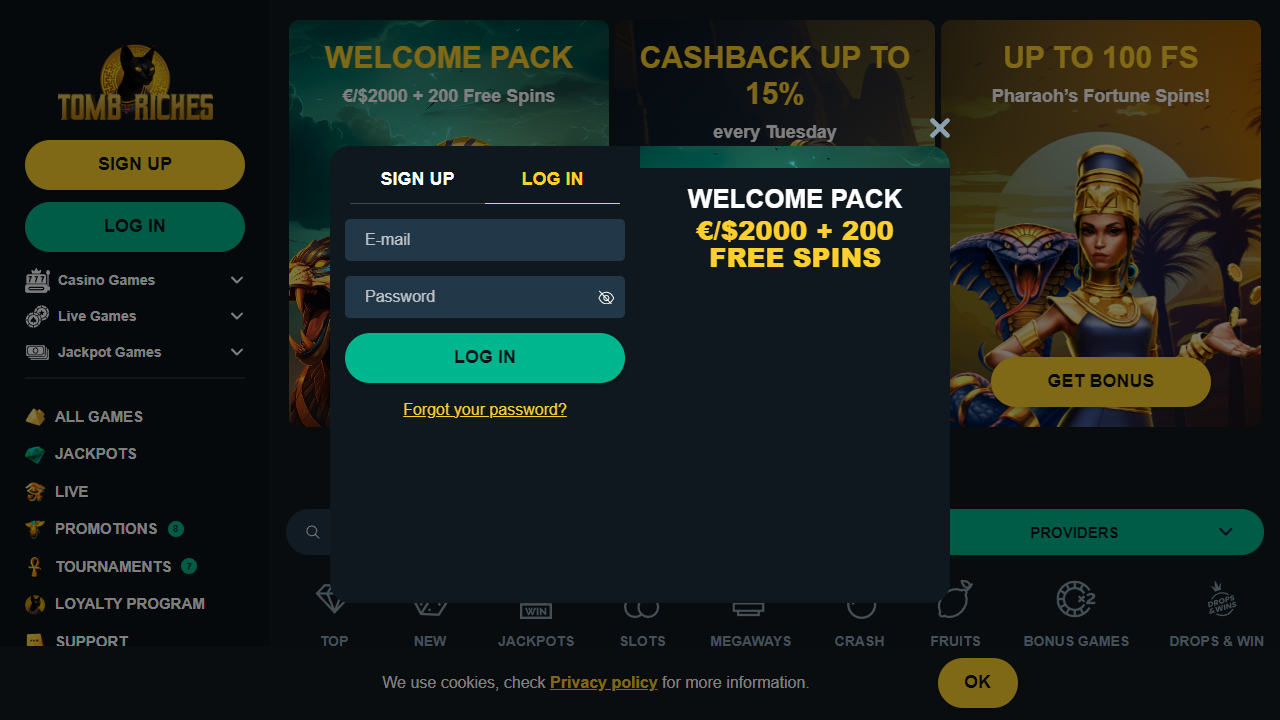 TOMB RICHES
SIGN UP
LOG IN
Casino Games
Live Games
Jackpot Games
ALL GAMES
JACKPOTS
LIVE
PROMOTIONS 8
TOURNAMENTS 7
LOYALTY PROGRAM
SUPPORT
WELCOME PACK
€/$2000 + 200 Free Spins
CASHBACK UP TO
15%
every Tuesday
UP TO 100 FS
Pharaoh’s Fortune Spins!
GET BONUS
SIGN UP
LOG IN
E-mail
Password
LOG IN
Forgot your password?
WELCOME PACK
€/$2000 + 200
FREE SPINS
PROVIDERS
WIN
x2
DROPS
&WINS
TOP
NEW
JACKPOTS
SLOTS
MEGAWAYS
CRASH
FRUITS
BONUS GAMES
DROPS & WIN
We use cookies, check Privacy policy for more information.
OK